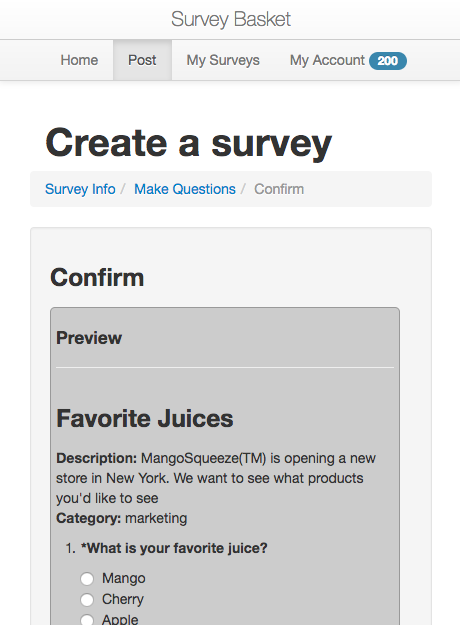 Survey Basket
Home Post My Surveys My Account 200
Create a survey
Survey Info / Make Questions / Confirm
Confirm
Preview
Favorite Juices
Description: MangoSqueeze(TM) is opening a new
store in New York. We want to see what products
you'd like to see
Category: marketing
1. *What is your favorite juice?
Mango
Cherry
Apple